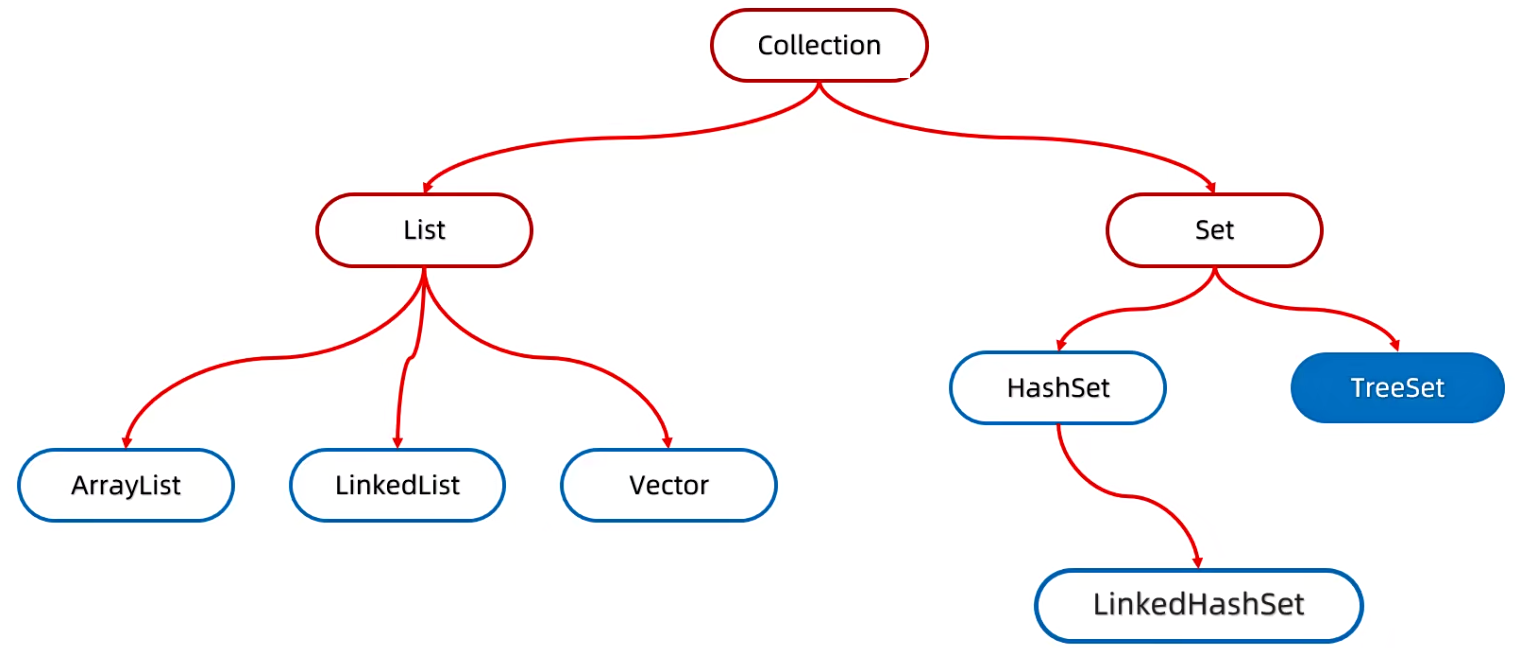 Collection
List
Set
HashSet
TreeSet
ArrayList
LinkedList
Vector
LinkedHashSet